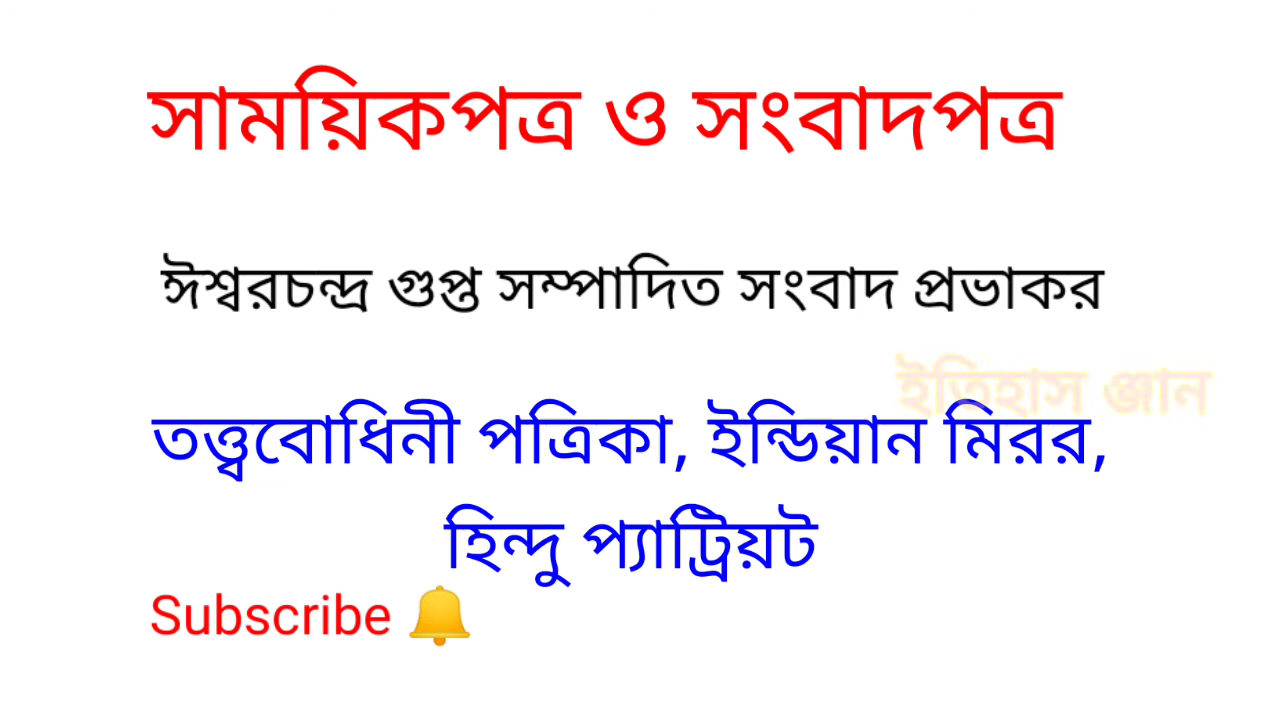 সাময়িকপত্র ও সংবাদপত্র
ঈশ্বরচন্দ্র গুপ্ত সম্পাদিত সংবাদ প্রভাকর
ইতিহাস ঞ্জান
তত্ত্ববোধিনী পত্রিকা, ইন্ডিয়ান মিরর,
হিন্দু প্যাট্রিয়ট
Subscribe 🔔